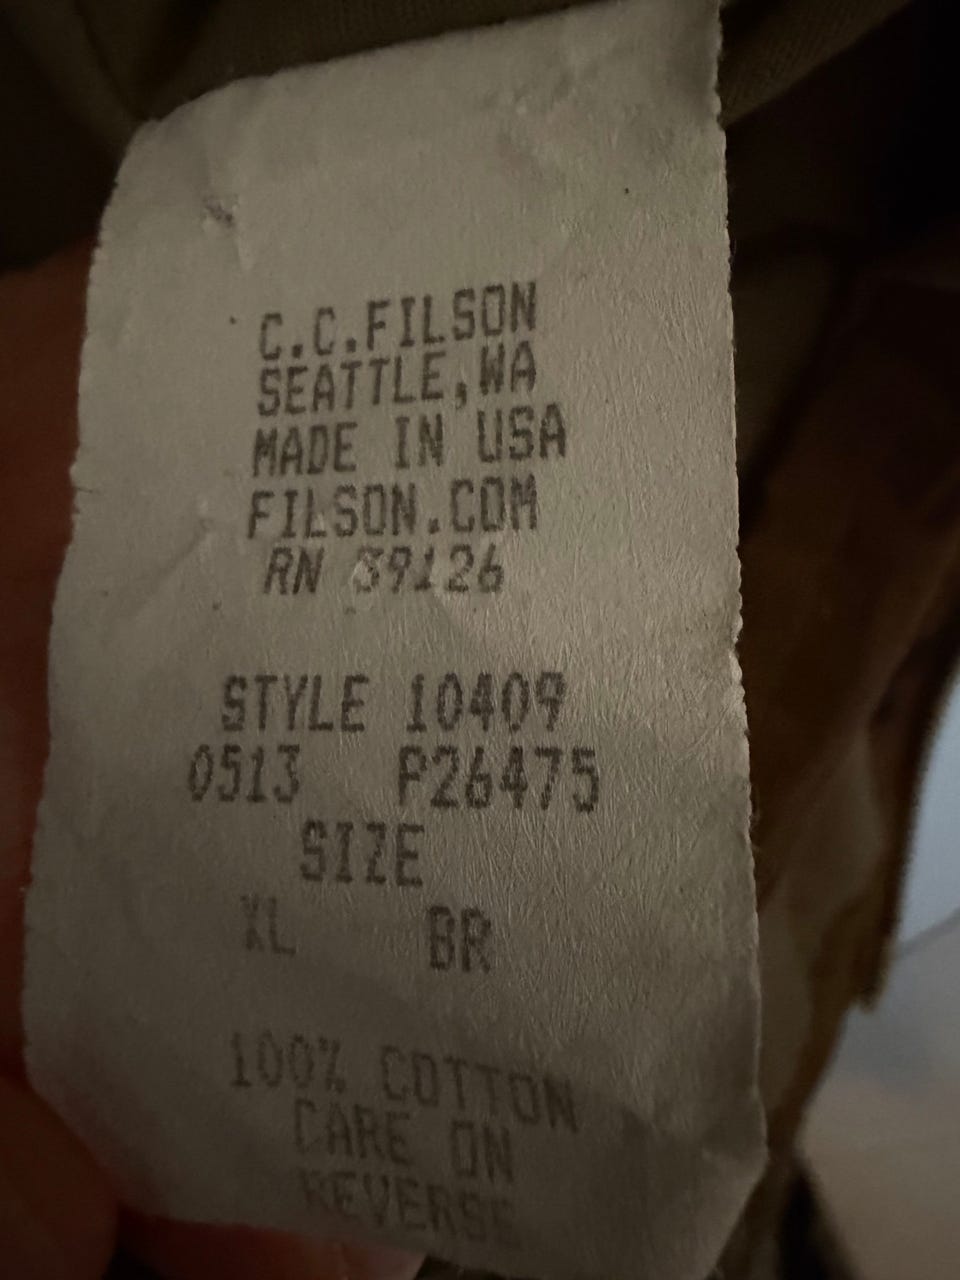 C.C.FILSON
SEATTLE,WA
MADE IN USA
FILSON.COM
RN 39126
STYLE 10409
0513 P26475
SIZE
XL BR
100% COTTON
CARE ON
REVERSE